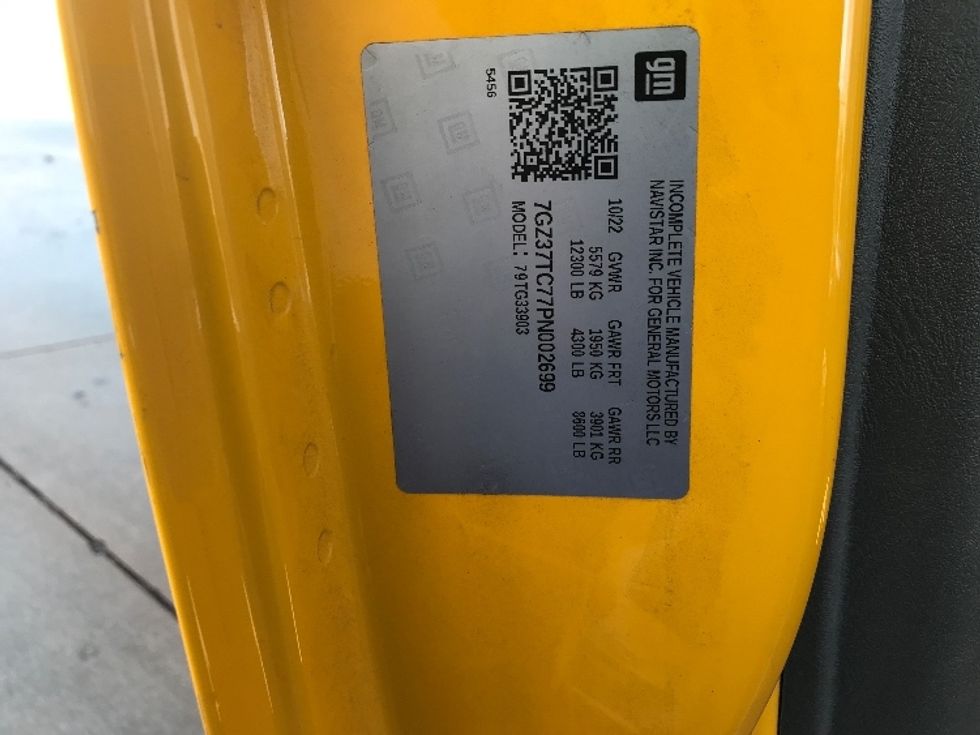 gm
INCOMPLETE VEHICLE MANUFACTURED BY
NAVISTAR INC. FOR GENERAL MOTORS LLC
10/22 GVWR GAWR FRT GAWR RR
5579 KG 1950 KG 3901 KG
12300 LB 4300 LB 8600 LB
7GZ37TC77PN002699
MODEL: 79TG33903
5456